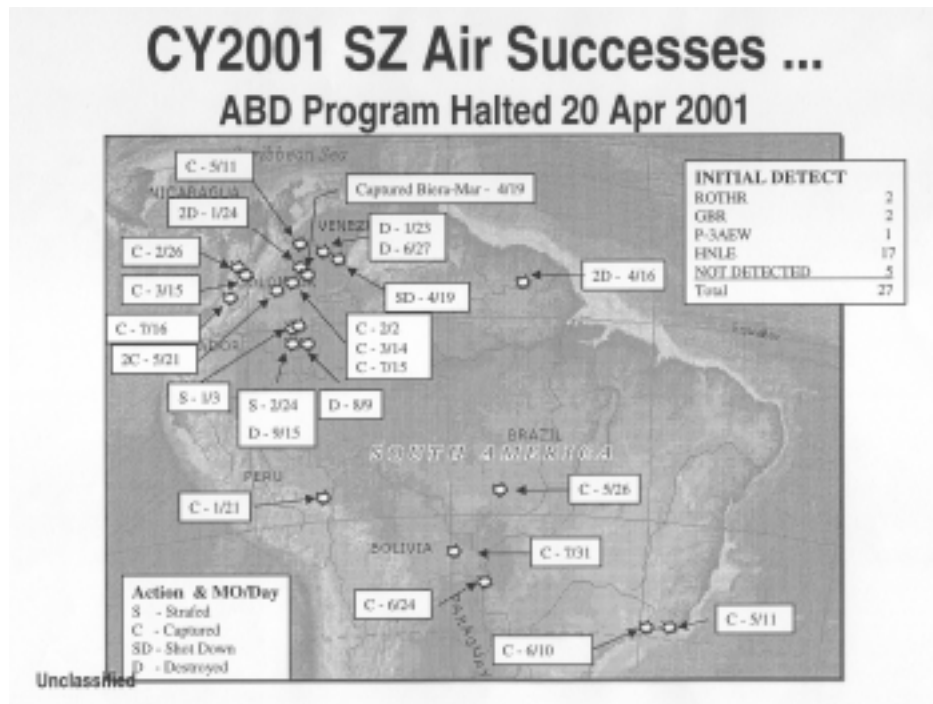 CY2001 SZ Air Successes ...
ABD Program Halted 20 Apr 2001
Caribbean Sea
C - 5/11
NICARAGUA
Captured Biera-Mar - 4/19
2D - 1/24
VENEZ
D - 1/23
D - 6/27
C - 2/26
C - 3/15
SD - 4/19
2D - 4/16
C - 7/16
2C - 5/21
C - 2/2
C - 3/14
C - 7/15
S - 1/3
S - 2/24
D - 9/15
D - 8/9
BRAZIL
SOUTH AMERICA
PERU
C - 1/21
C - 5/26
BOLIVIA
C - 7/31
C - 6/24
PARAGUAY
C - 6/10
C - 5/11
INITIAL DETECT
ROTHR 2
GBR 2
P-3AEW 1
HNLE 17
NOT DETECTED 5
Total 27
Action & MO/Day
S - Strafed
C - Captured
SD - Shot Down
D - Destroyed
Unclassified